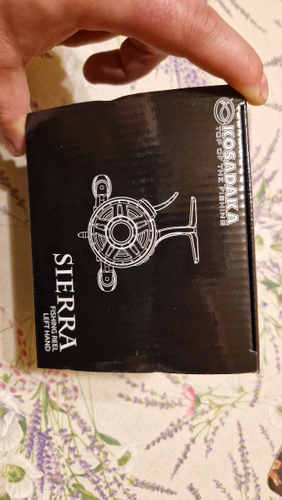 KOSADAKA
TOP OF THE FISHING
SIERRA
FISHING REEL
LEFT HAND